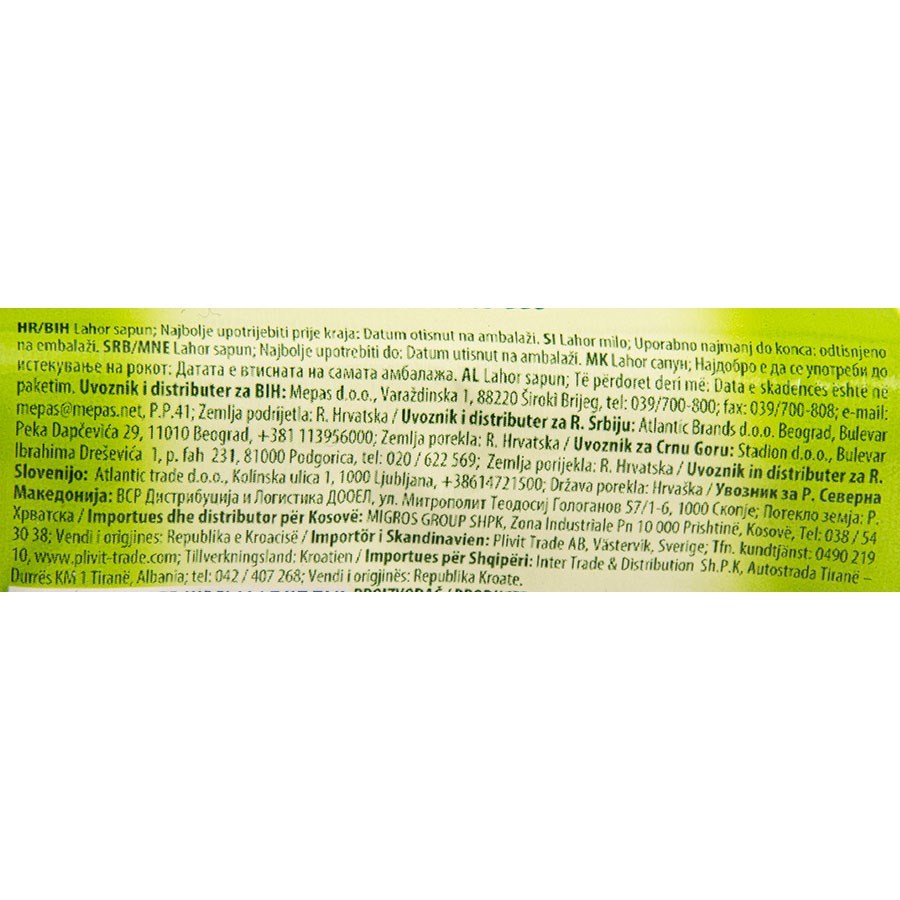 HR/BIH Lahor sapun; Najbolje upotrijebiti prije kraja: Datum otisnut na ambalaži. SI Lahor milo; Uporabno najmanj do konca: odtisnjeno
na embalaži. SRB/MNE Lahor sapun; Najbolje upotrebiti do: Datum utisnut na ambalaži. MK Lahor сапун; Најдобро е да се употреби до
истекување на рокот: Датата е втисната на самата амбалажа. AL Lahor sapun; Të përdoret deri më: Data e skadencës është në
paketim. Uvoznik i distributer za BIH: Mepas d.o.o., Varaždinska 1, 88220 Široki Brijeg, tel: 039/700-800; fax: 039/700-808; e-mail:
mepas@mepas.net, P.P.41; Zemlja podrijetla: R. Hrvatska / Uvoznik i distributer za R. Srbiju: Atlantic Brands d.o.o. Beograd, Bulevar
Peka Dapčevića 29, 11010 Beograd, +381 113956000; Zemlja porekla: R. Hrvatska / Uvoznik za Crnu Goru: Stadion d.o.o., Bulevar
Ibrahima Dreševića 1, p. fah 231, 81000 Podgorica, tel: 020 / 622 569; Zemlja porijekla: R. Hrvatska / Uvoznik in distributer za R.
Slovenijo: Atlantic trade d.o.o., Kolinska ulica 1, 1000 Ljubljana, +38614721500; Država porekla: Hrvaška / Увозник за Р. Северна
Македонија: ВСР Дистрибуција и Логистика ДООЕЛ, ул. Митрополит Теодосиј Гологанов 57/1-6, 1000 Скопје; Потекло земја: Р.
Хрватска / Importues dhe distributor për Kosovë: MIGROS GROUP SHPK, Zona Industriale Pn 10 000 Prishtinë, Kosovë, Tel: 038 / 54
30 38; Vendi i origjines: Republika e Kroacisë / Importör i Skandinavien: Plivit Trade AB, Västervik, Sverige; Tfn. kundtjänst: 0490 219
10, www.plivit-trade.com; Tillverkningsland: Kroatien / Importues për Shqipëri: Inter Trade & Distribution Sh.P.K, Autostrada Tiranë –
Durrës KM 1 Tiranë, Albania; tel: 042 / 407 268; Vendi i origjinës: Republika Kroate.